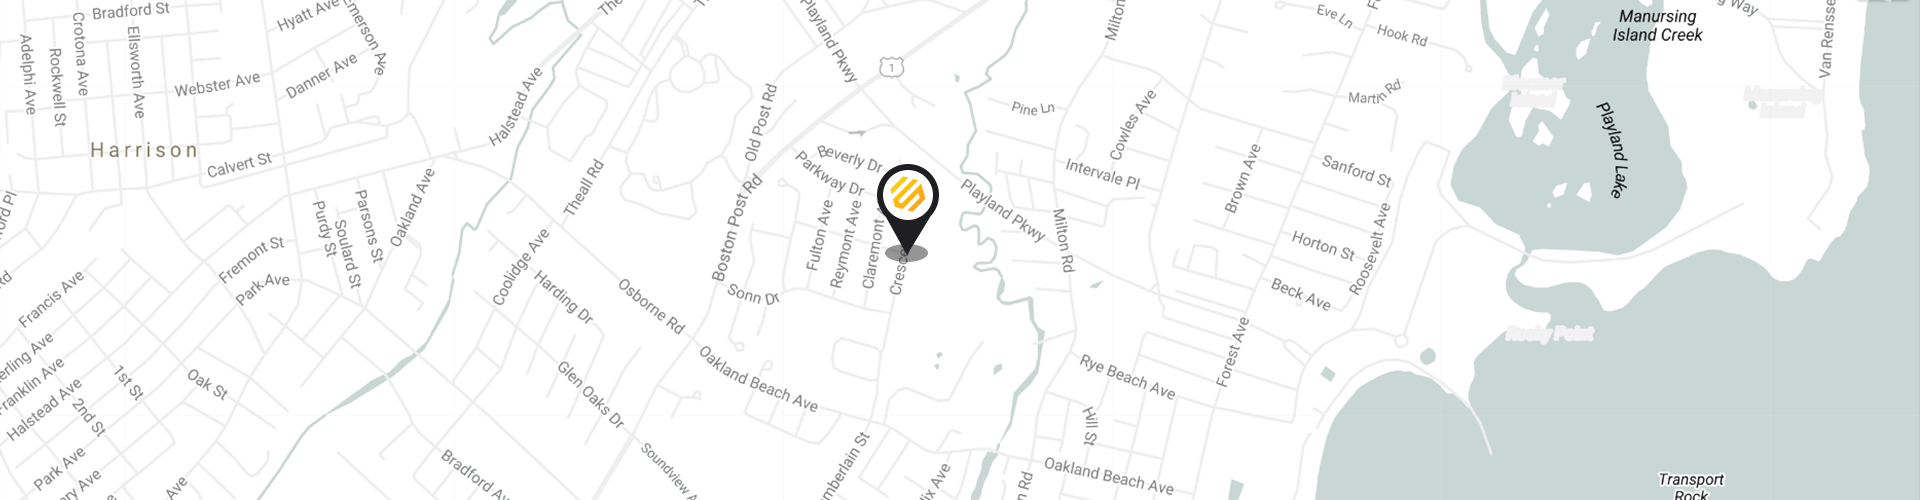 Bradford St
Hyatt Ave
Emerson Ave
Crotona Ave
Ellsworth Ave
Adelphi Ave
Rockwell St
Webster Ave
Danner Ave
Halstead Ave
Harrison
Calvert St
Parsons St
Purdy St
Soulard St
Oakland Ave
Fremont St
Park Ave
Francis Ave
Franklin Ave
Halstead Ave
1st St
2nd St
Oak St
Park Ave
Theall Rd
Coolidge Ave
Harding Dr
Osborne Rd
Glen Oaks Dr
Bradford Av
Soundview A
Playland Pkwy
1
Old Post Rd
Boston Post Rd
Beverly Dr
Parkway Dr
Fulton Ave
Reymont Ave
Claremont A
Cresce
Sonn Dr
Oakland Beach Ave
Milton
Pine Ln
Cowles Ave
Intervale Pl
Playland Pkwy
Milton Rd
Brown Ave
Eve Ln
Hook Rd
Martin Rd
Sanford St
Horton St
Roosevelt Ave
Beck Ave
Forest Ave
Rye Beach Ave
Hill St
Oakland Beach Ave
Manursing
Island Creek
Van Rensse
Playland Lake
Rocky Point
Transport
Rock